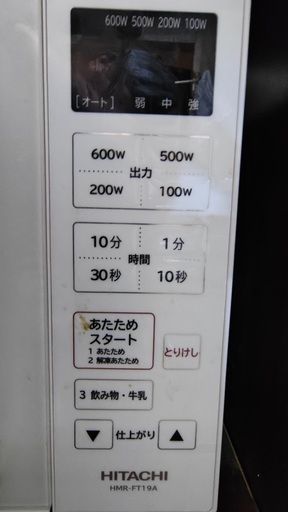 600W 500W 200W 100W
[オート] 弱 中 強
600W 500W
出力
200W 100W
10分 1分
時間
30秒 10秒
あたため
スタート
1 あたため
2 解凍あたため
とりけし
3 飲み物・牛乳
▼ 仕上がり ▲
HITACHI
HMR-FT19A